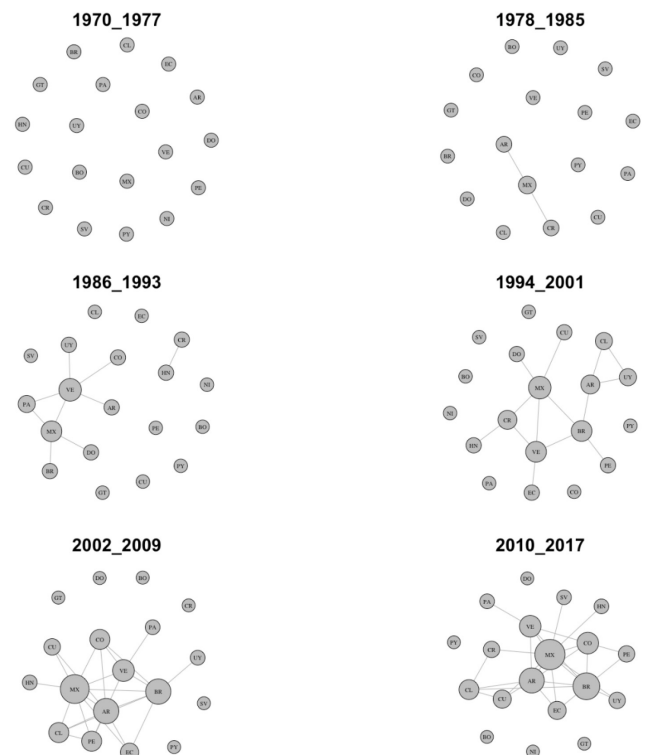 1970_1977
CL
BR
EC
GT
PA
AR
CO
HN
UY
DO
VE
CU
BO
MX
PE
CR
NI
SV
PY
1978_1985
BO
UY
SV
CO
VE
GT
PE
EC
AR
BR
PY
PA
MX
DO
CU
CR
CL
1986_1993
CL
EC
CR
UY
SV
CO
HN
NI
VE
PA
AR
BO
PE
MX
DO
PY
BR
CU
GT
1994_2001
GT
CU
SV
CL
DO
BO
UY
AR
MX
NI
CR
PY
BR
HN
VE
PE
PA
EC
CO
2002_2009
DO
BO
GT
CR
PA
CO
CU
UY
VE
HN
MX
BR
SV
AR
CL
PE
PY
EC
2010_2017
DO
SV
PA
HN
VE
PY
CO
CR
MX
PE
AR
BR
CL
CU
UY
EC
BO
GT
NI